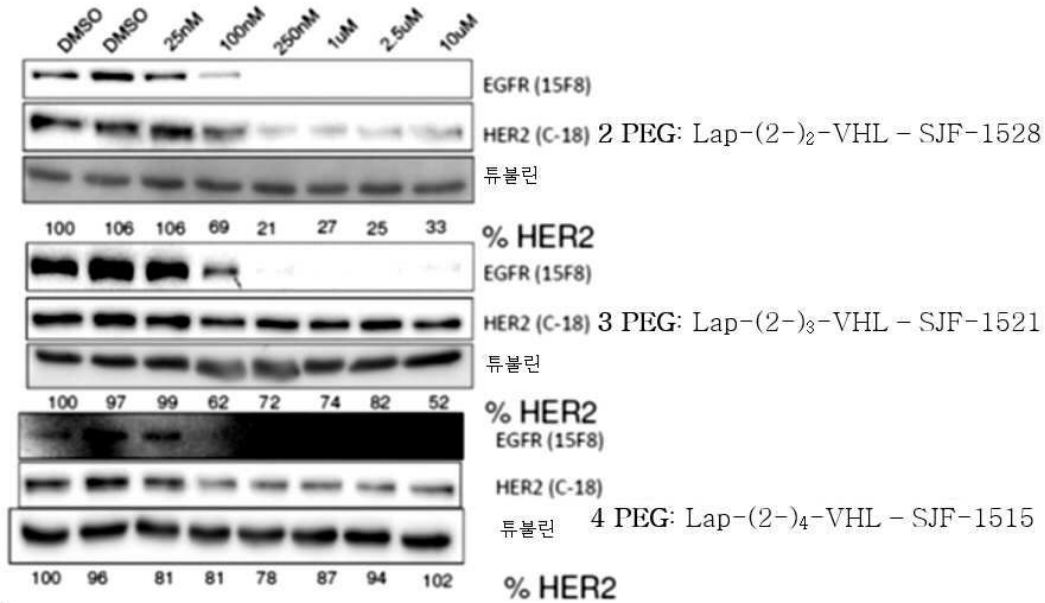 DMSO DMSO 25nM 100nM 250nM 1uM 2.5uM 10uM
EGFR (15F8)
HER2 (C-18) 2 PEG: Lap-(2-)₂-VHL – SJF-1528
튜불린
100 106 106 69 21 27 25 33 % HER2
EGFR (15F8)
HER2 (C-18) 3 PEG: Lap-(2-)₃-VHL – SJF-1521
튜불린
100 97 99 62 72 74 82 52 % HER2
EGFR (15F8)
HER2 (C-18)
튜불린 4 PEG: Lap-(2-)₄-VHL – SJF-1515
100 96 81 81 78 87 94 102 % HER2